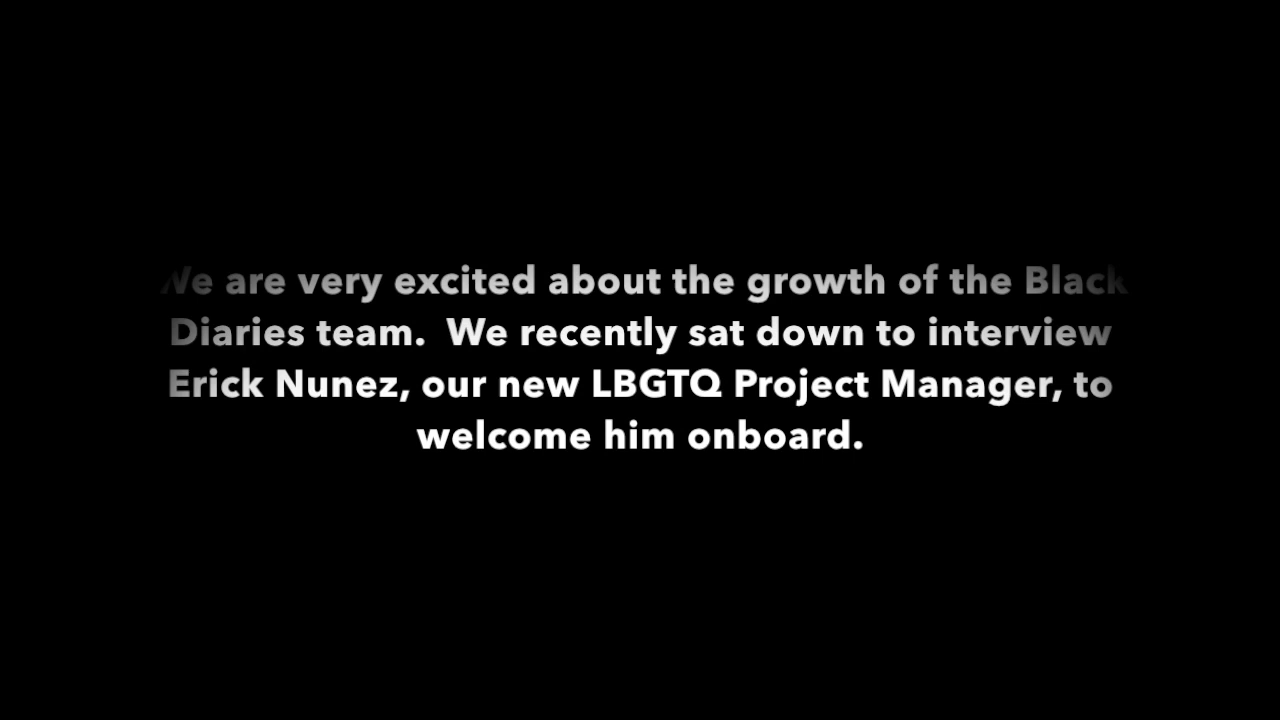 We are very excited about the growth of the Black
Diaries team.  We recently sat down to interview
Erick Nunez, our new LBGTQ Project Manager, to
welcome him onboard.